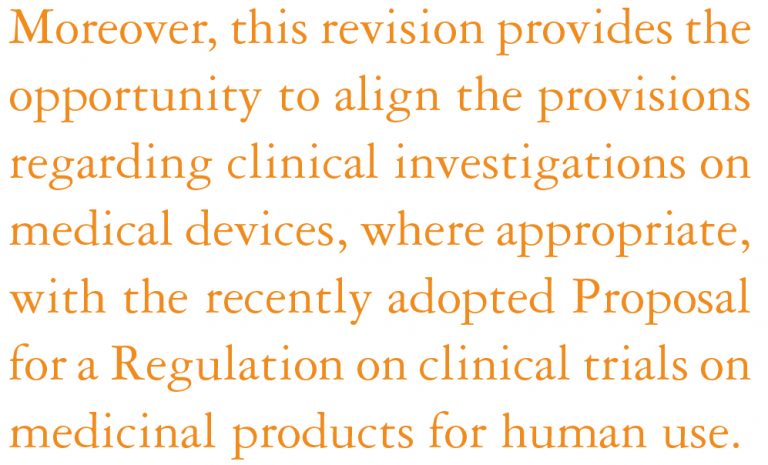 Moreover, this revision provides the
opportunity to align the provisions
regarding clinical investigations on
medical devices, where appropriate,
with the recently adopted Proposal
for a Regulation on clinical trials on
medicinal products for human use.